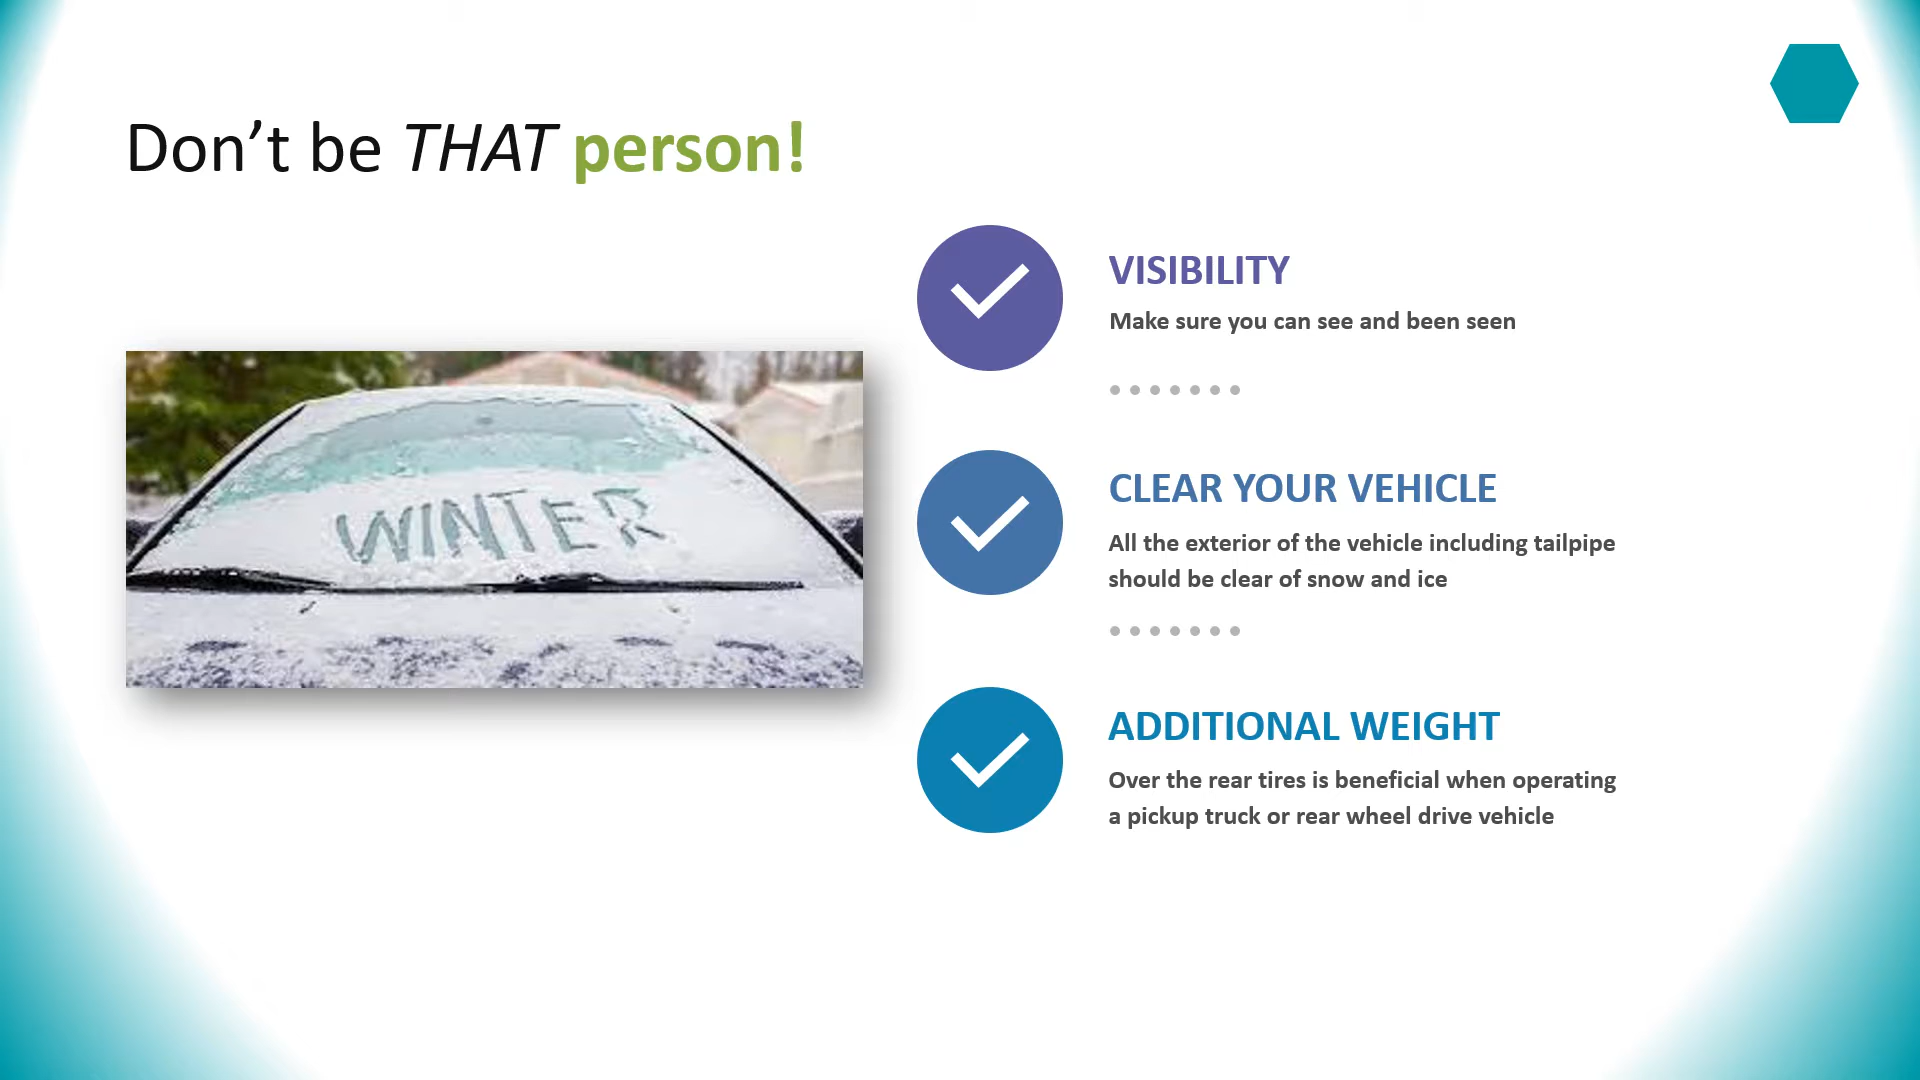 Don’t be THAT person!
WINTER
VISIBILITY
Make sure you can see and been seen
CLEAR YOUR VEHICLE
All the exterior of the vehicle including tailpipe
should be clear of snow and ice
ADDITIONAL WEIGHT
Over the rear tires is beneficial when operating
a pickup truck or rear wheel drive vehicle